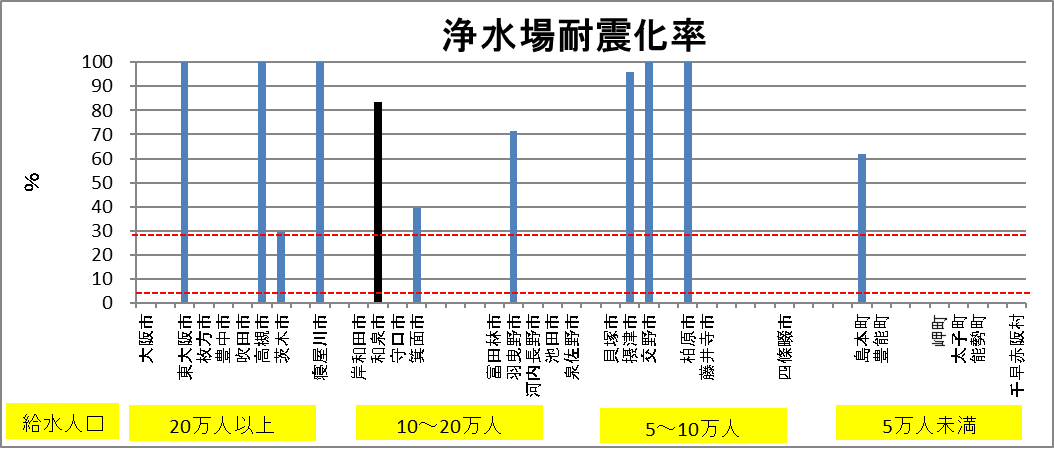 浄水場耐震化率
%
100
90
80
70
60
50
40
30
20
10
0
大阪市
東大阪市
枚方市
豊中市
吹田市
高槻市
茨木市
寝屋川市
岸和田市
和泉市
守口市
箕面市
富田林市
羽曳野市
河内長野市
池田市
泉佐野市
貝塚市
摂津市
交野市
柏原市
藤井寺市
四條畷市
島本町
豊能町
岬町
太子町
能勢町
千早赤阪村
給水人口
20万人以上
10～20万人
5～10万人
5万人未満